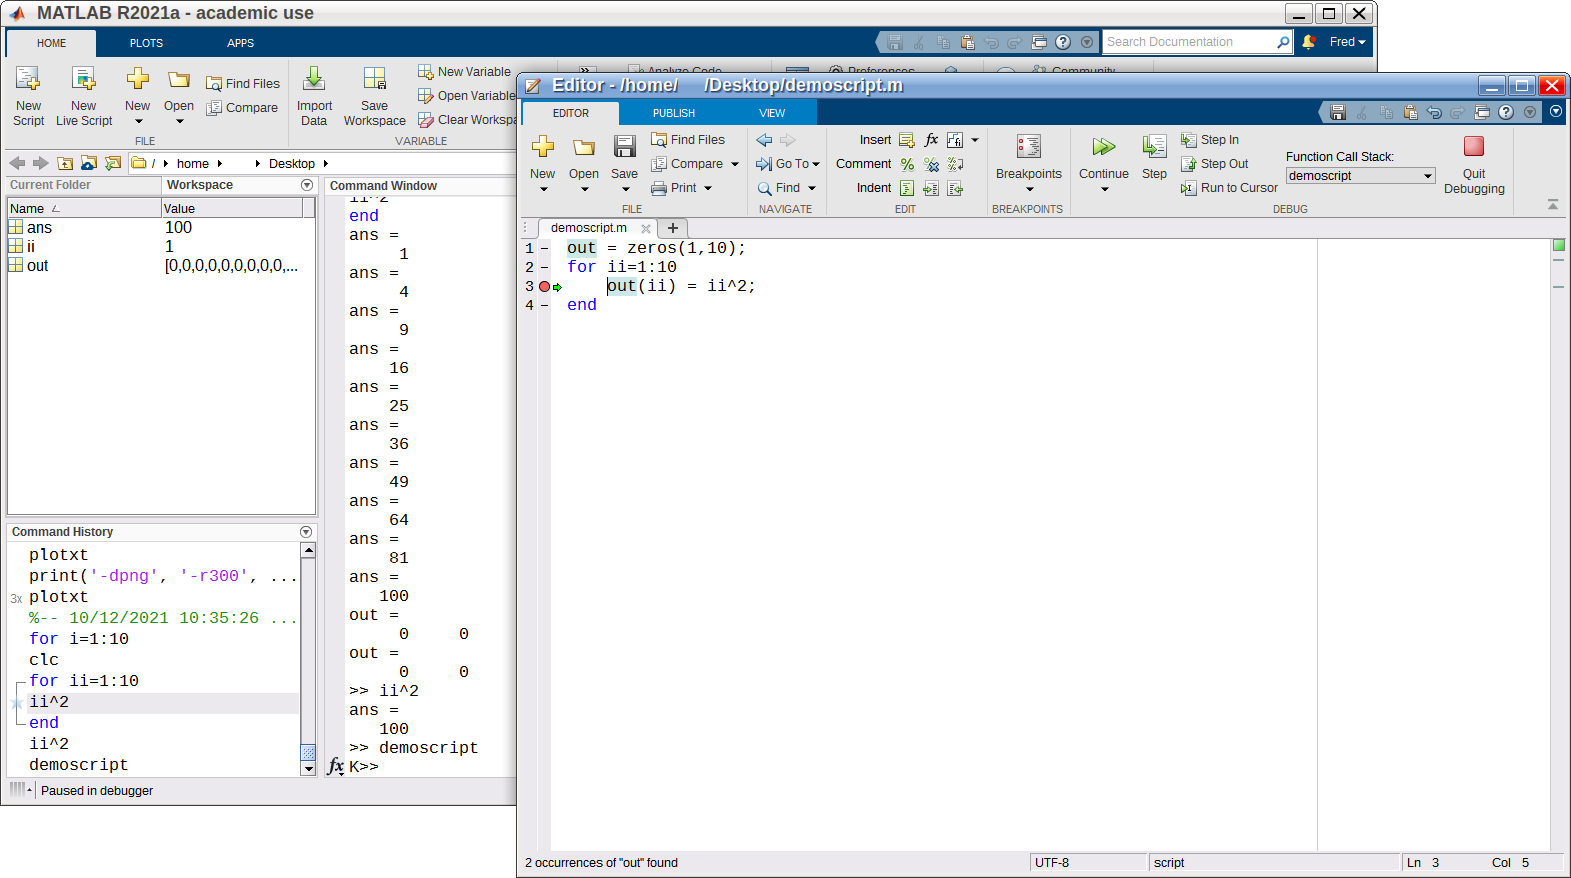 MATLAB R2021a - academic use
HOME PLOTS APPS
Search Documentation
Fred
New Script
New Live Script
New
Open
Find Files
Compare
Import Data
Save Workspace
New Variable
Open Variable
Clear Workspa
Analyze Code
Preferences
Community
FILE
VARIABLE
/ home Desktop
Current Folder
Workspace
Name Value
ans 100
ii 1
out [0,0,0,0,0,0,0,0,0,...
Command History
plotxt
print('-dpng', '-r300', ...
3x plotxt
%-- 10/12/2021 10:35:26 ...
for i=1:10
clc
for ii=1:10
ii^2
end
ii^2
demoscript
Paused in debugger
Command Window
ii^2
end
ans =
1
ans =
4
ans =
9
ans =
16
ans =
25
ans =
36
ans =
49
ans =
64
ans =
81
ans =
100
out =
0 0
out =
0 0
>> ii^2
ans =
100
>> demoscript
fx K>>
Editor - /home/ /Desktop/demoscript.m
EDITOR PUBLISH VIEW
New
Open
Save
Find Files
Compare
Print
Go To
Find
Insert fx
Comment
Indent
Breakpoints
Continue
Step
Step In
Step Out
Run to Cursor
Function Call Stack:
demoscript
Quit Debugging
FILE
NAVIGATE
EDIT
BREAKPOINTS
DEBUG
demoscript.m
1 out = zeros(1,10);
2 for ii=1:10
3 out(ii) = ii^2;
4 end
2 occurrences of "out" found
UTF-8
script
Ln 3 Col 5